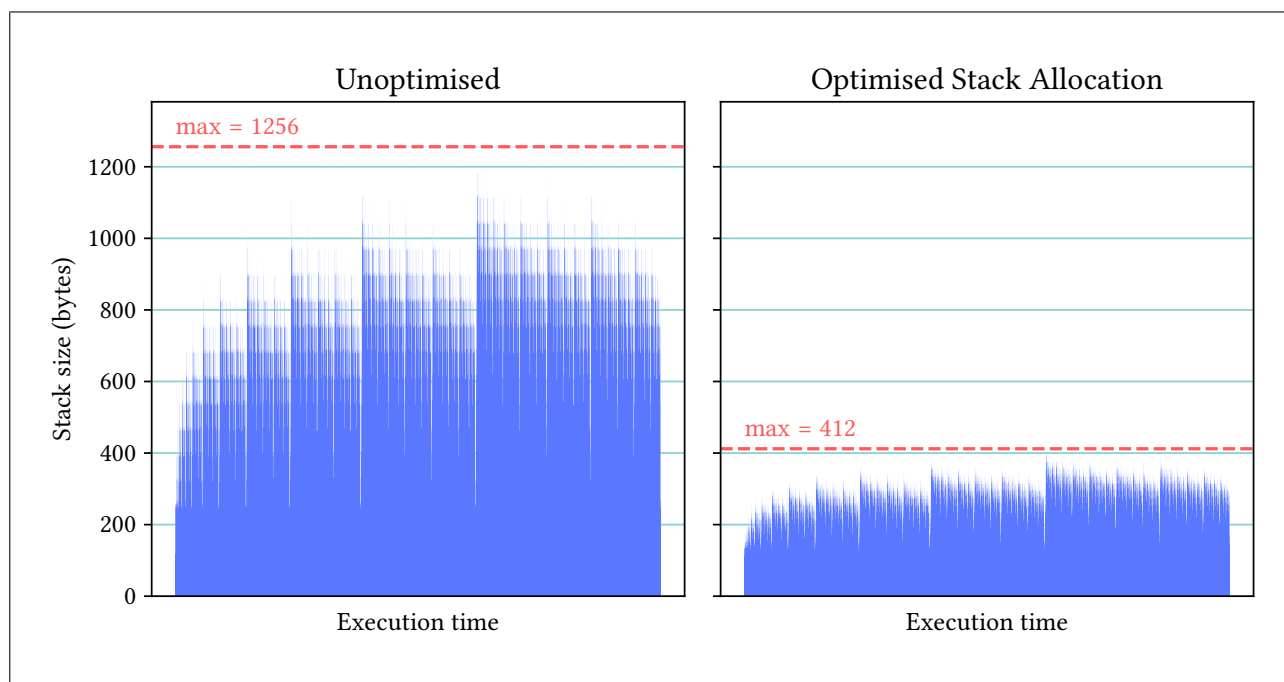 Unoptimised
Optimised Stack Allocation
max = 1256
1200
1000
800
600
400
200
0
Stack size (bytes)
max = 412
Execution time
Execution time